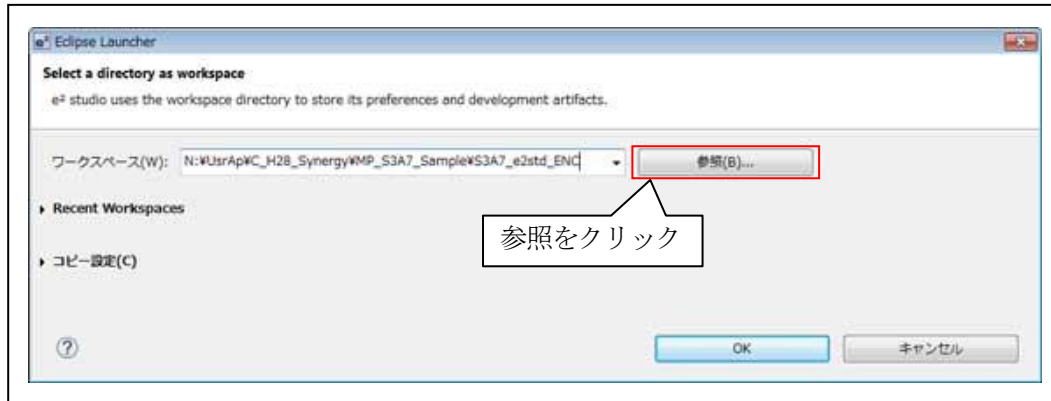 e² Eclipse Launcher
Select a directory as workspace
e² studio uses the workspace directory to store its preferences and development artifacts.
ワークスペース(W): N:¥UsrAp¥C_H28_Synergy¥MP_S3A7_Sample¥S3A7_e2std_ENC 参照(B)...
Recent Workspaces
参照をクリック
コピー設定(C)
OK キャンセル